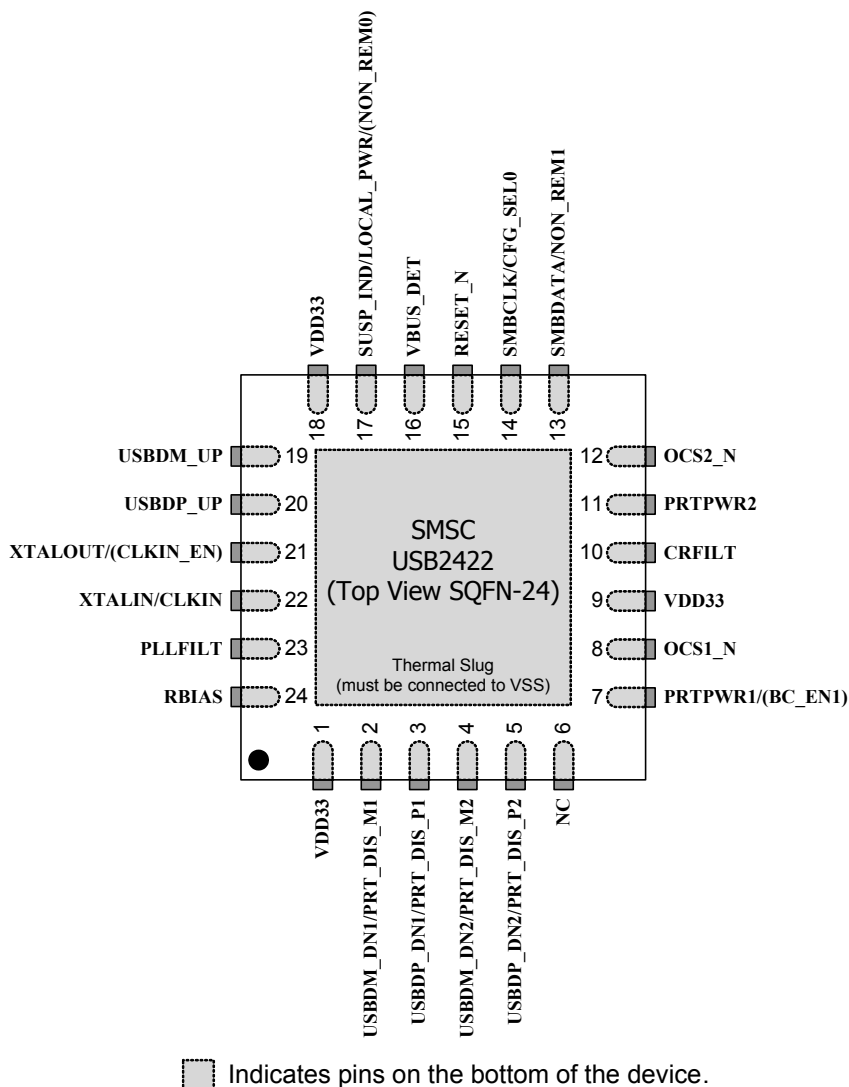 VDD33
SUSP_IND/LOCAL_PWR/(NON_REM0)
VBUS_DET
RESET_N
SMBCLK/CFG_SEL0
SMBDATA/NON_REM1
18
17
16
15
14
13
USBDM_UP
19
USBDP_UP
20
XTALOUT/(CLKIN_EN)
21
XTALIN/CLKIN
22
PLLFILT
23
RBIAS
24
SMSC
USB2422
(Top View SQFN-24)
Thermal Slug
(must be connected to VSS)
12
OCS2_N
11
PRTPWR2
10
CRFILT
9
VDD33
8
OCS1_N
7
PRTPWR1/(BC_EN1)
1
2
3
4
5
6
VDD33
USBDM_DN1/PRT_DIS_M1
USBDP_DN1/PRT_DIS_P1
USBDM_DN2/PRT_DIS_M2
USBDP_DN2/PRT_DIS_P2
NC
Indicates pins on the bottom of the device.